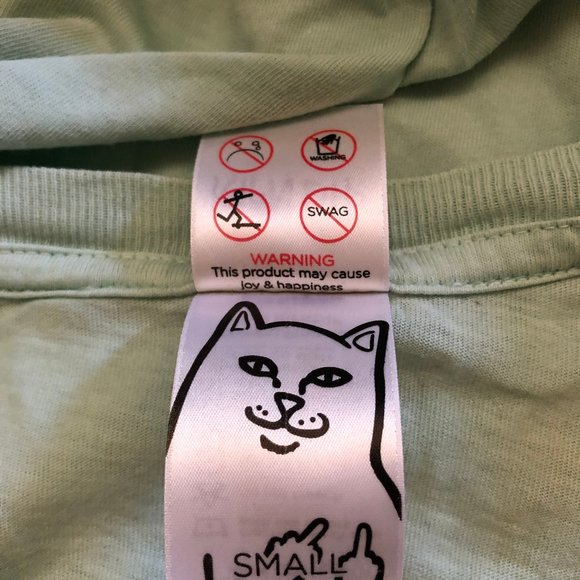 WASHING
SWAG
WARNING
This product may cause
joy & happiness
SMALL